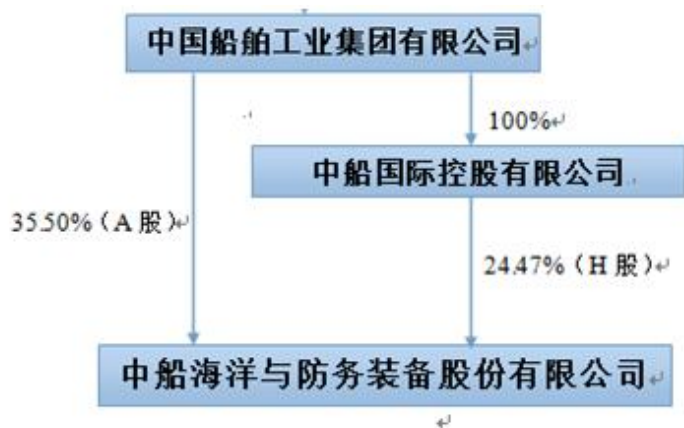 中国船舶工业集团有限公司
100%
中船国际控股有限公司
35.50%（A 股）
24.47%（H 股）
中船海洋与防务装备股份有限公司